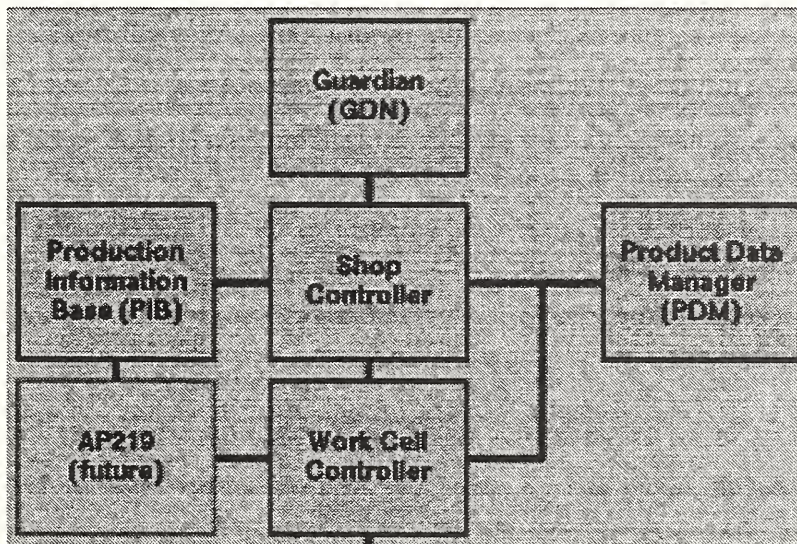 Guardian
(GDN)
Production
Information
Base (PIB)
Shop
Controller
Product Data
Manager
(PDM)
AP219
(future)
Work Cell
Controller